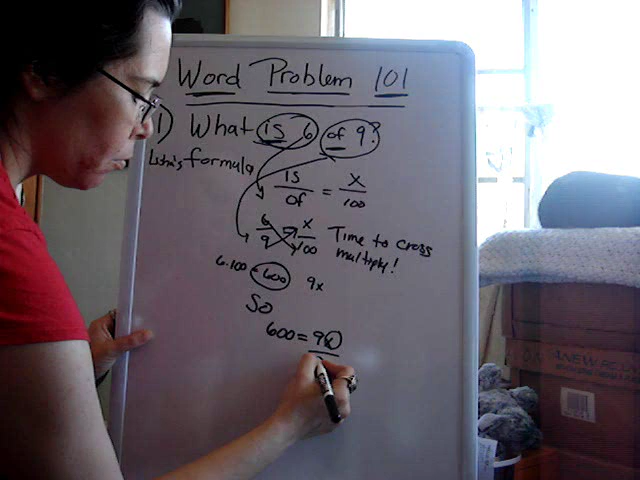 Word Problem 101
1) What is 6 of 9?
formula
is/of = x/100
6/9 = x/100
Time to cross
multiply!
6.100 = 600 9x
So
600 = 9x
ANEW